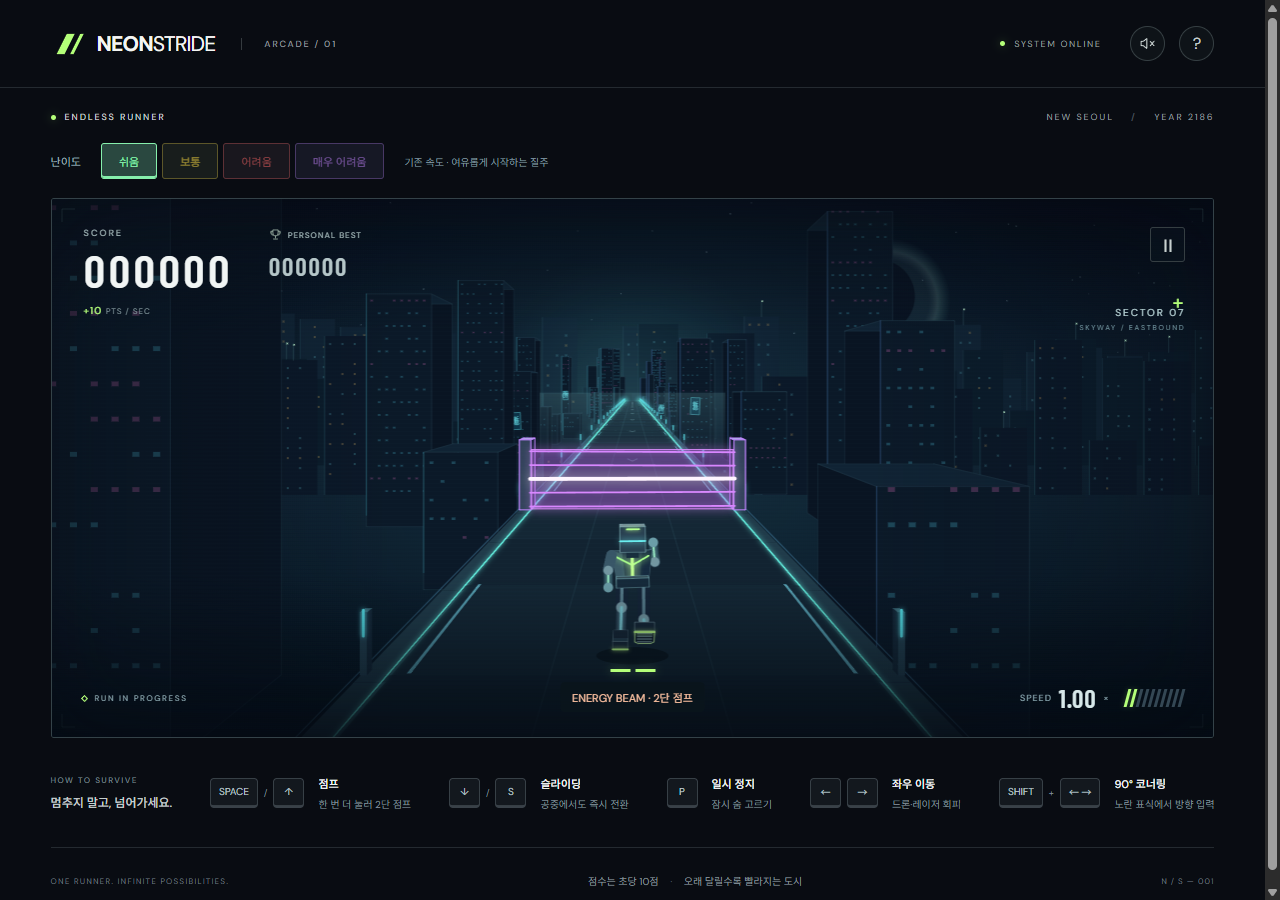 NEONSTRIDE
ARCADE / 01
SYSTEM ONLINE
?
ENDLESS RUNNER
NEW SEOUL / YEAR 2186
난이도
쉬움
보통
어려움
매우 어려움
기존 속도 · 여유롭게 시작하는 질주
SCORE
000000
+10 PTS / SEC
PERSONAL BEST
000000
SECTOR 07
SKYWAY / EASTBOUND
RUN IN PROGRESS
ENERGY BEAM · 2단 점프
SPEED 1.00 ×
HOW TO SURVIVE
멈추지 말고, 넘어가세요.
SPACE / ↑
점프
한 번 더 눌러 2단 점프
↓ / S
슬라이딩
공중에서도 즉시 전환
P
일시 정지
잠시 숨 고르기
← →
좌우 이동
드론·레이저 회피
SHIFT + ← →
90° 코너링
노란 표식에서 방향 입력
ONE RUNNER. INFINITE POSSIBILITIES.
점수는 초당 10점 · 오래 달릴수록 빨라지는 도시
N / S — 001